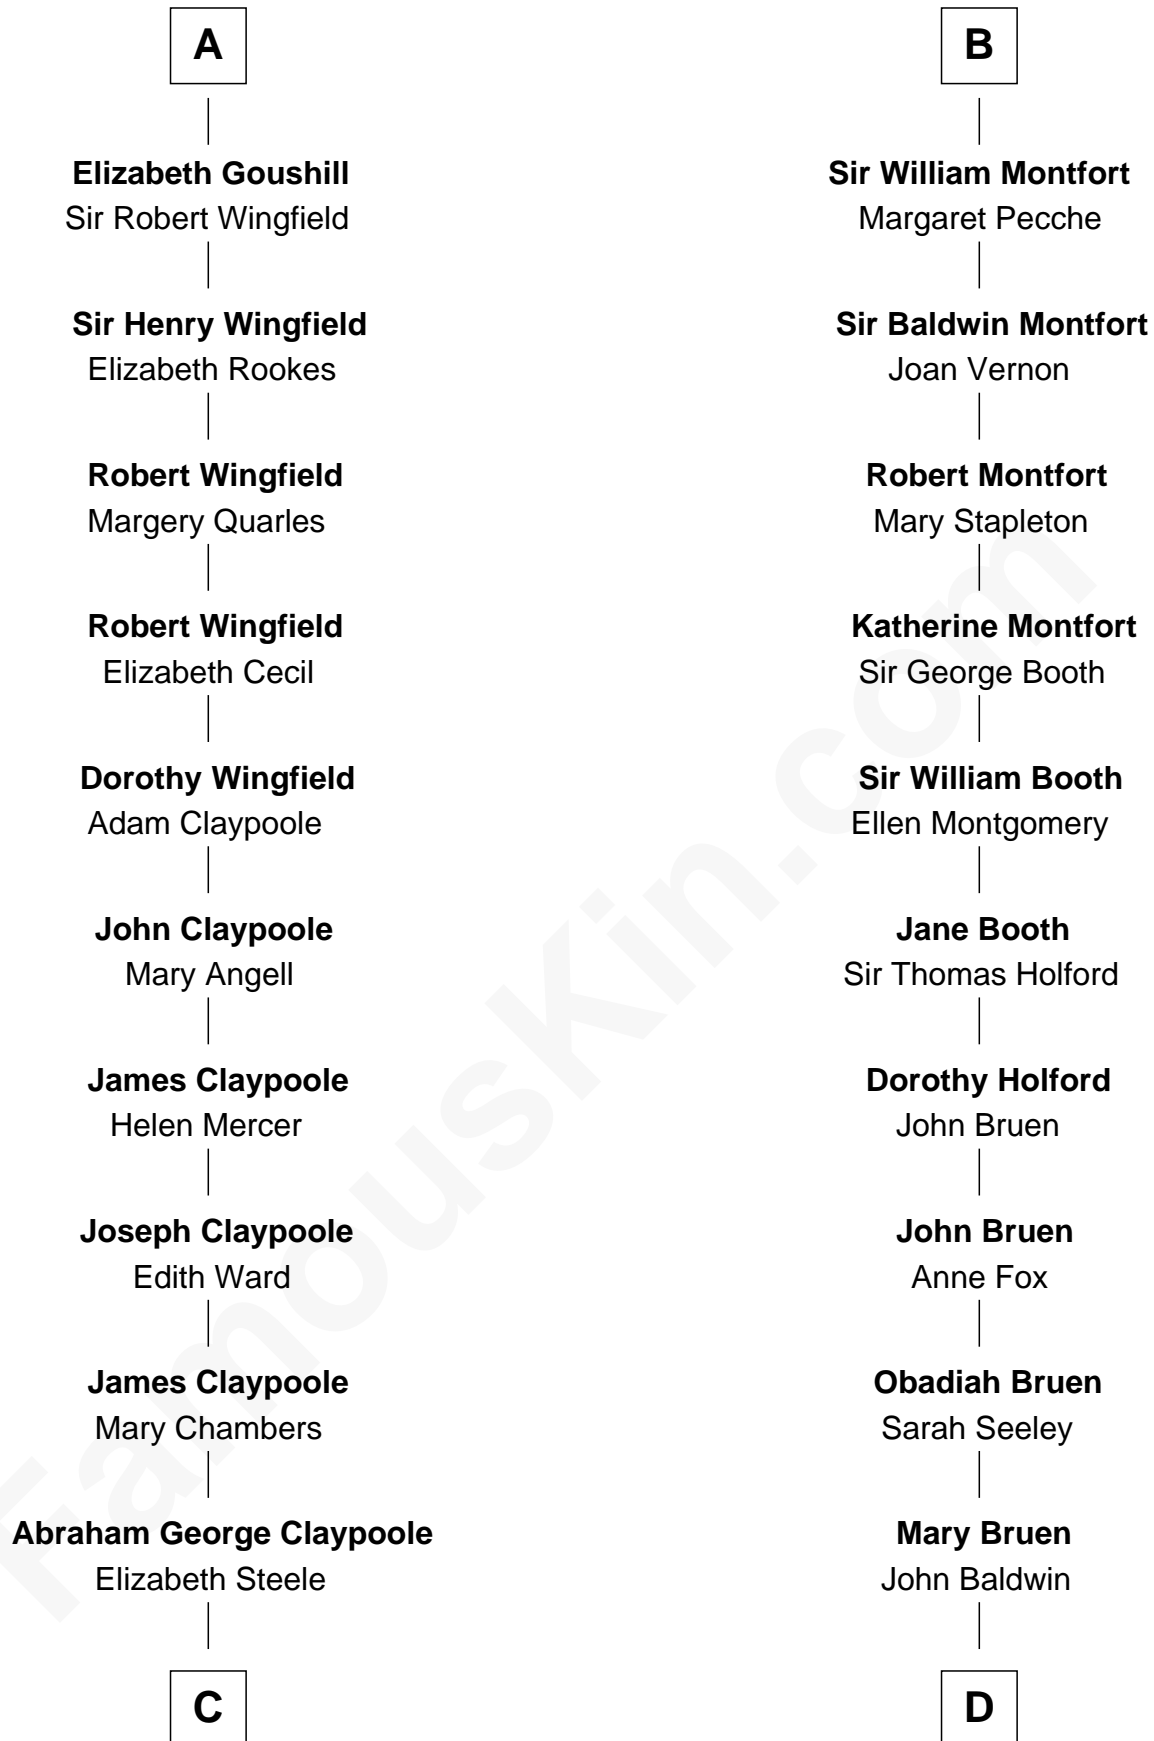 A
Elizabeth Goushill
Sir Robert Wingfield
Sir Henry Wingfield
Elizabeth Rookes
Robert Wingfield
Margery Quarles
Robert Wingfield
Elizabeth Cecil
Dorothy Wingfield
Adam Claypoole
John Claypoole
Mary Angell
James Claypoole
Helen Mercer
Joseph Claypoole
Edith Ward
James Claypoole
Mary Chambers
Abraham George Claypoole
Elizabeth Steele
C
B
Sir William Montfort
Margaret Pecche
Sir Baldwin Montfort
Joan Vernon
Robert Montfort
Mary Stapleton
Katherine Montfort
Sir George Booth
Sir William Booth
Ellen Montgomery
Jane Booth
Sir Thomas Holford
Dorothy Holford
John Bruen
John Bruen
Anne Fox
Obadiah Bruen
Sarah Seeley
Mary Bruen
John Baldwin
D
FamousKin.com